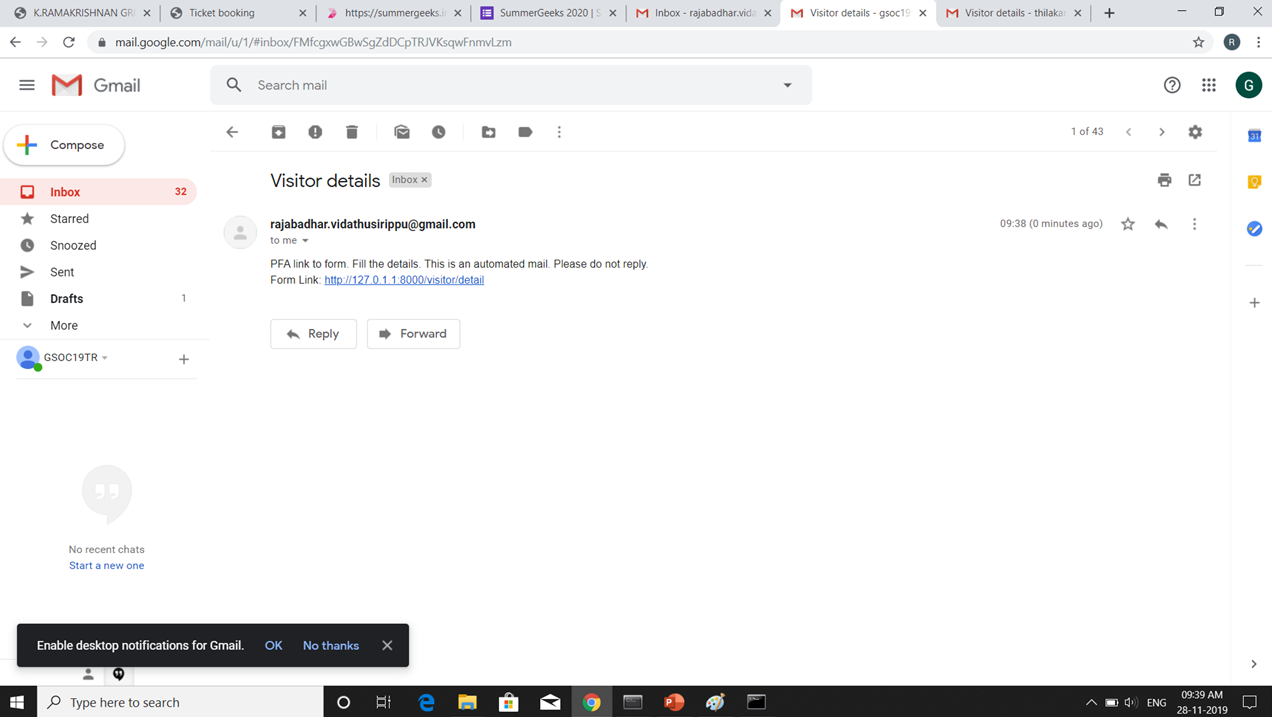 K.RAMAKRISHNAN GR
Ticket booking
https://summergeeks.i
SummerGeeks 2020 | S
Inbox - rajabadhar.vida
Visitor details - gsoc19
Visitor details - thilaka
mail.google.com/mail/u/1/#inbox/FMfcgxwGBwSgZdDCpTRJVKsqwFnmvLzm
R
Gmail
Search mail
G
Compose
1 of 43
31
Visitor details Inbox ×
Inbox 32
Starred
Snoozed
Sent
Drafts 1
More
GSOC19TR
rajabadhar.vidathusirippu@gmail.com
09:38 (0 minutes ago)
to me
PFA link to form. Fill the details. This is an automated mail. Please do not reply.
Form Link: http://127.0.1.1:8000/visitor/detail
Reply
Forward
No recent chats
Start a new one
Enable desktop notifications for Gmail. OK No thanks
Type here to search
ENG
09:39 AM
28-11-2019